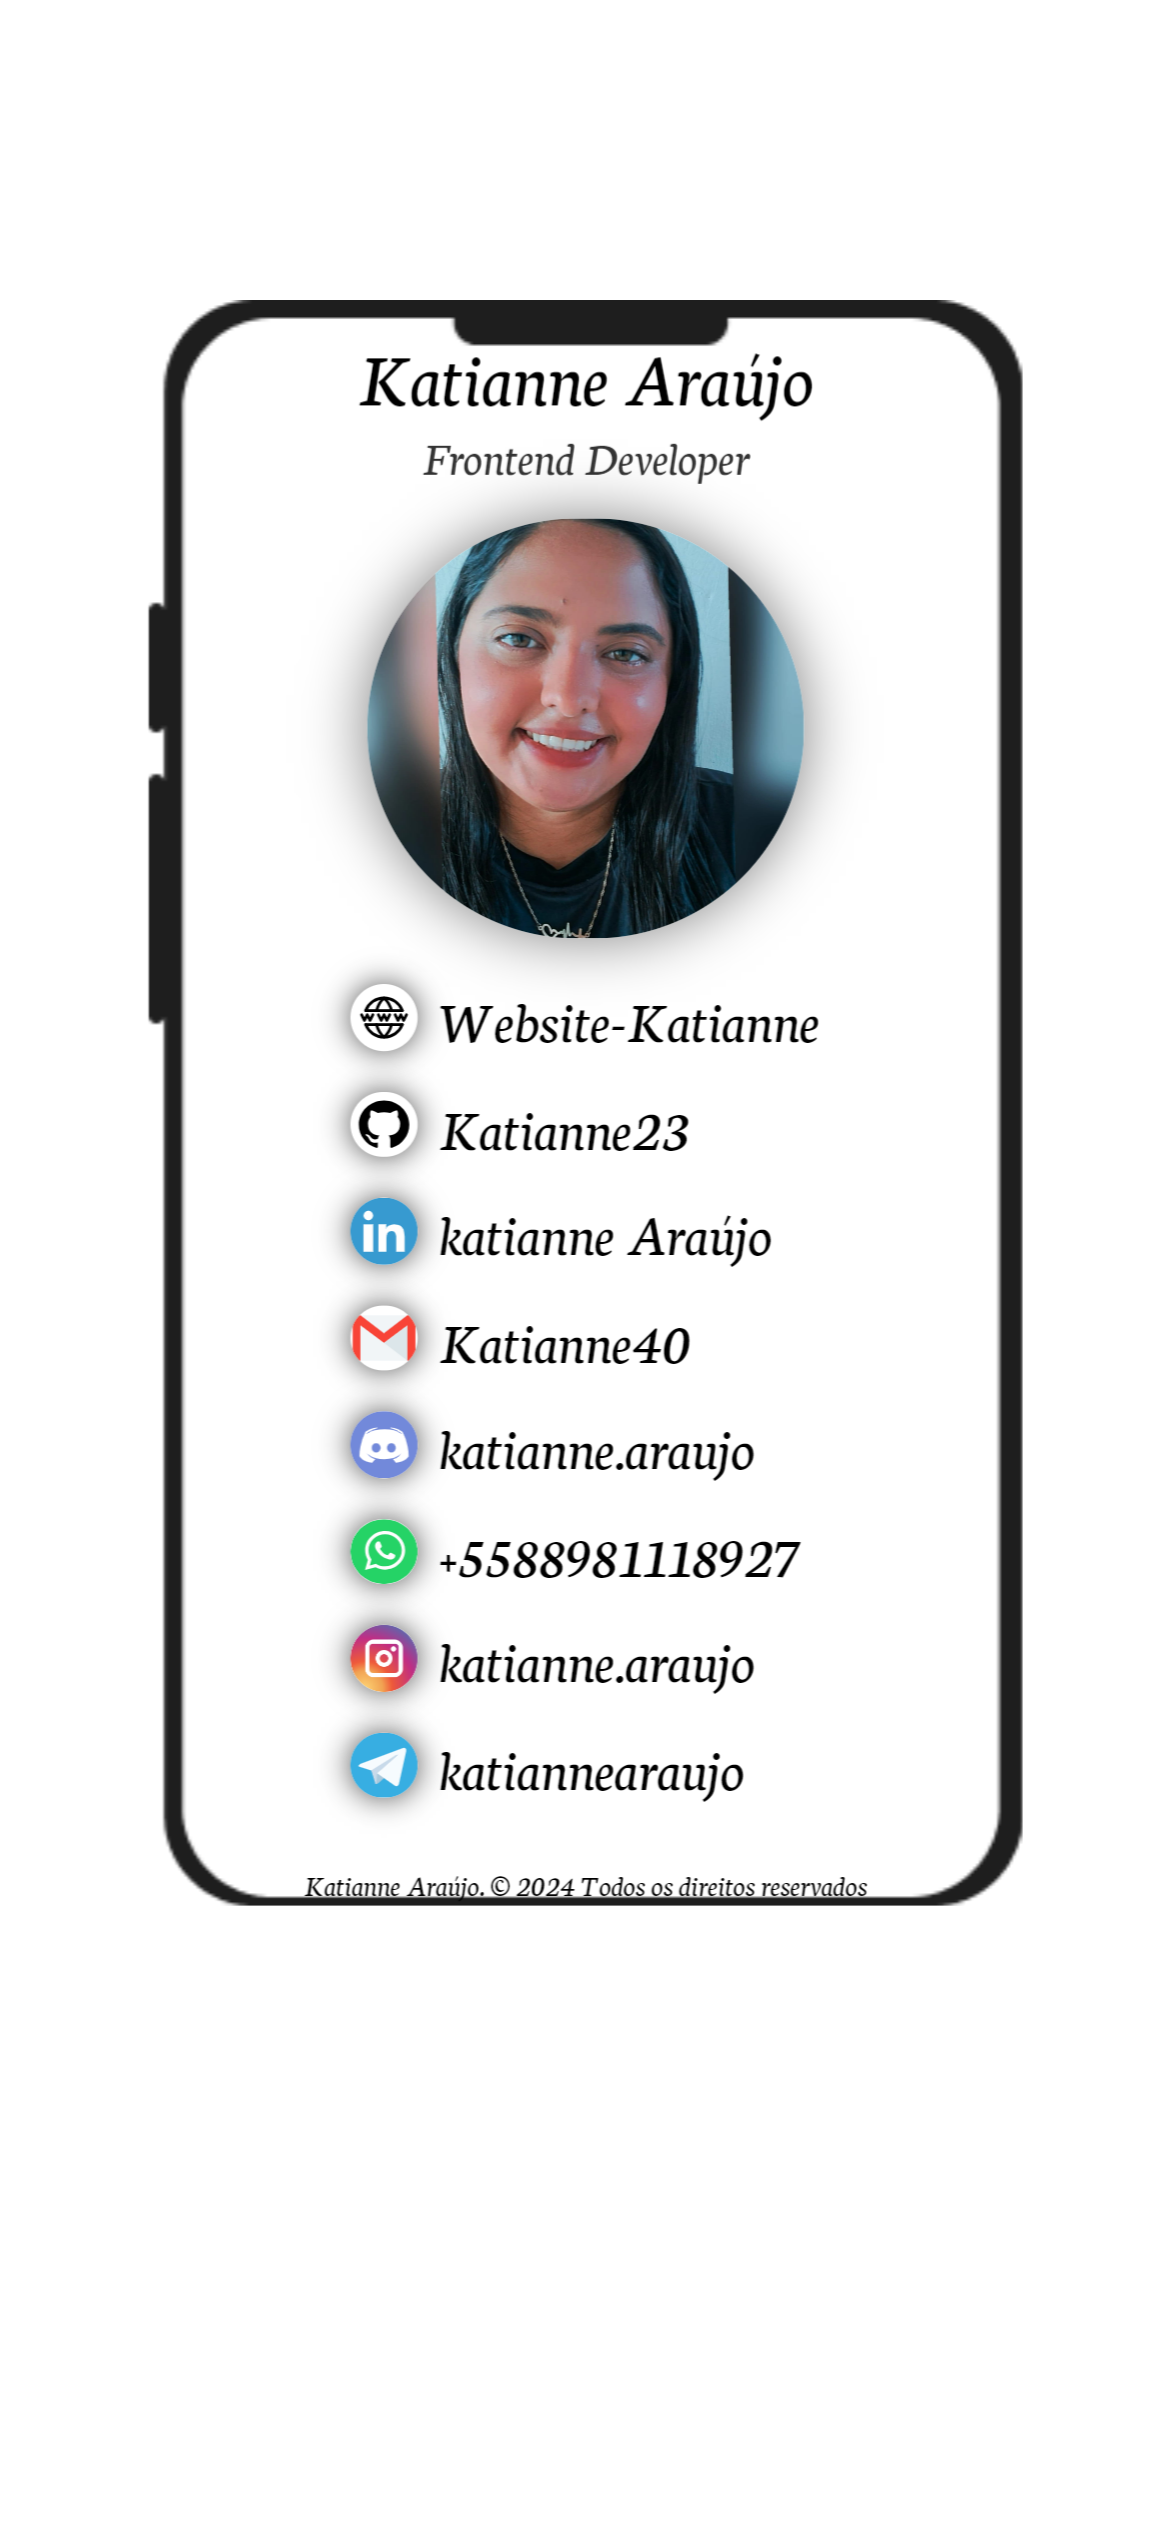 Katianne Araújo
Frontend Developer
WWW
Website-Katianne
Katianne23
in
katianne Araújo
Katianne40
katianne.araujo
+5588981118927
katianne.araujo
katiannearaujo
Katianne Araújo. © 2024 Todos os direitos reservados